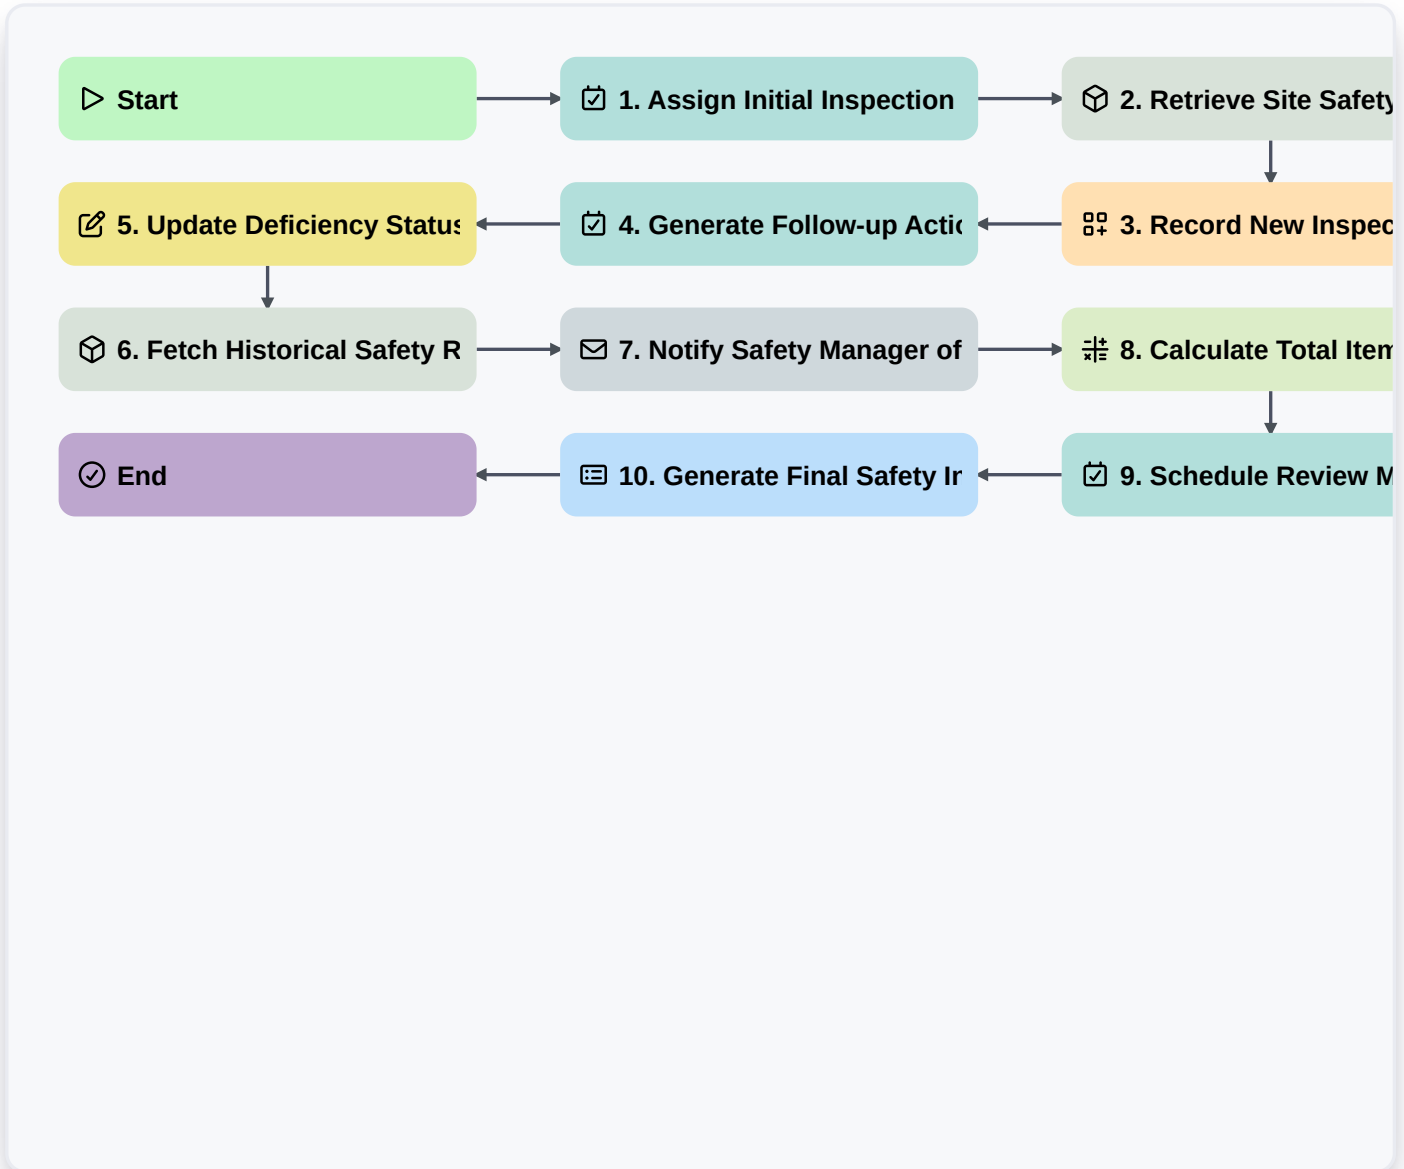 Start
1. Assign Initial Inspection
2. Retrieve Site Safety
5. Update Deficiency Status
4. Generate Follow-up
3. Record New
6. Fetch Historical Safety R
7. Notify Safety Manager of
8. Calculate Total Item
End
10. Generate Final Safety
9. Schedule Review M